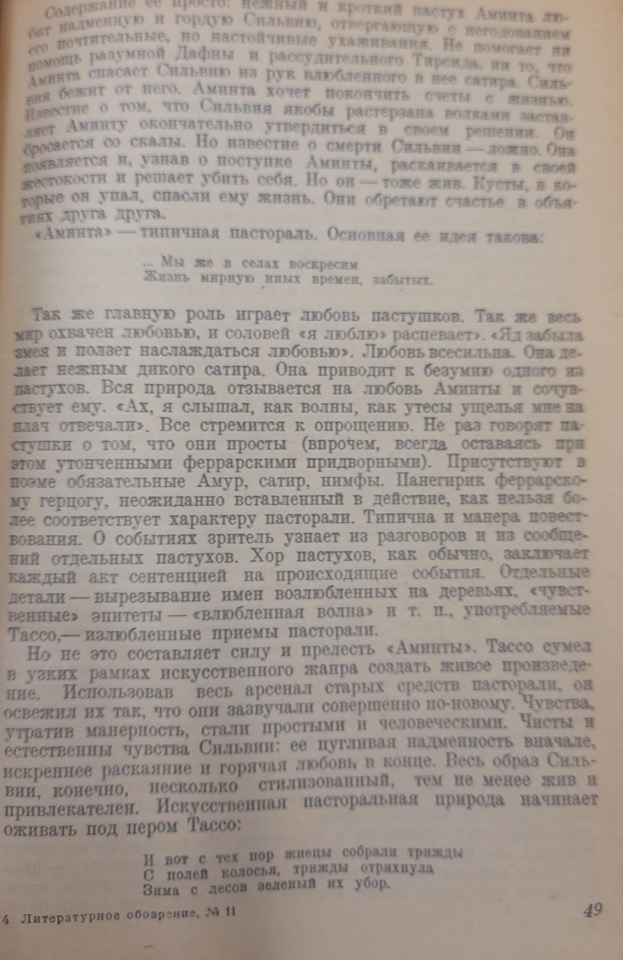 Содержание ее просто: нежный и кроткий пастух Аминта лю-
бит надменную и гордую Сильвию, отвергающую с негодованием
его почтительные, но настойчивые ухаживания. Не помогает ни
помощь разумной Дафны и рассудительного Тирсида, ни то, что
Аминта спасает Сильвию из рук влюбленного в нее сатира. Силь-
вия бежит от него. Аминта хочет покончить счеты с жизнью.
Известие о том, что Сильвия якобы растерзана волками застав-
ляет Аминту окончательно утвердиться в своем решении. Он
бросается со скалы. Но известие о смерти Сильвии — ложно. Она
появляется и, узнав о поступке Аминты, раскаивается в своей
жестокости и решает убить себя. Но он — тоже жив. Кусты, в ко-
торые он упал, спасли ему жизнь. Они обретают счастье в объя-
тиях друга друга.
«Аминта» — типичная пастораль. Основная ее идея такова:
... Мы же в селах воскресим
Жизнь мирную иных времен, забытых.
Так же главную роль играет любовь пастушков. Так же весь
мир охвачен любовью, и соловей «я люблю» распевает». «Яд забыла
змея и ползет наслаждаться любовью». Любовь всесильна. Она де-
лает нежным дикого сатира. Она приводит к безумию одного из
пастухов. Вся природа отзывается на любовь Аминты и сочув-
ствует ему. «Ах, я слышал, как волны, как утесы ущелья мне на
плач отвечали». Все стремится к опрощению. Не раз говорят па-
стушки о том, что они просты (впрочем, всегда оставаясь при
этом утонченными феррарскими придворными). Присутствуют в
поэме обязательные Амур, сатир, нимфы. Панегирик феррарско-
му герцогу, неожиданно вставленный в действие, как нельзя бо-
лее соответствует характеру пасторали. Типична и манера повест-
вования. О событиях зритель узнает из разговоров и из сообще-
ний отдельных пастухов. Хор пастухов, как обычно, заключает
каждый акт сентенцией на происходящие события. Отдельные
детали — вырезывание имен возлюбленных на деревьях, «чувст-
венные» эпитеты — «влюбленная волна» и т. п., употребляемые
Тассо,— излюбленные приемы пасторали.
Но не это составляет силу и прелесть «Аминты». Тассо сумел
в узких рамках искусственного жанра создать живое произведе-
ние. Использовав весь арсенал старых средств пасторали, он
освежил их так, что они зазвучали совершенно по-новому. Чувства,
утратив манерность, стали простыми и человеческими. Чисты и
естественны чувства Сильвии: ее пугливая надменность вначале,
искреннее раскаяние и горячая любовь в конце. Весь образ Силь-
вии, конечно, несколько стилизованный, тем не менее жив и
привлекателен. Искусственная пасторальная природа начинает
оживать под пером Тассо:
И вот с тех пор жнецы собрали трижды
С полей колосья, трижды отряхнула
Зима с лесов зеленый их убор.
4 Литературное обозрение, № 11
49